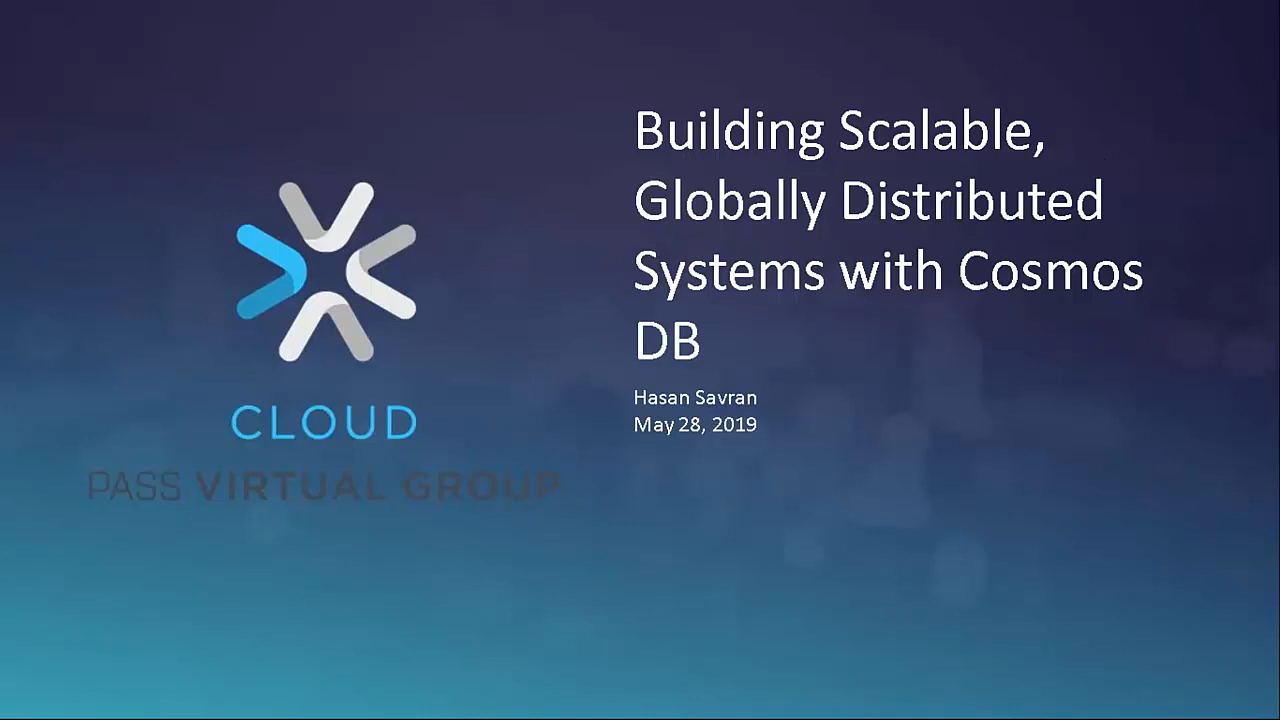 Building Scalable,
Globally Distributed
Systems with Cosmos
DB
Hasan Savran
May 28, 2019
CLOUD
PASS VIRTUAL GROUP